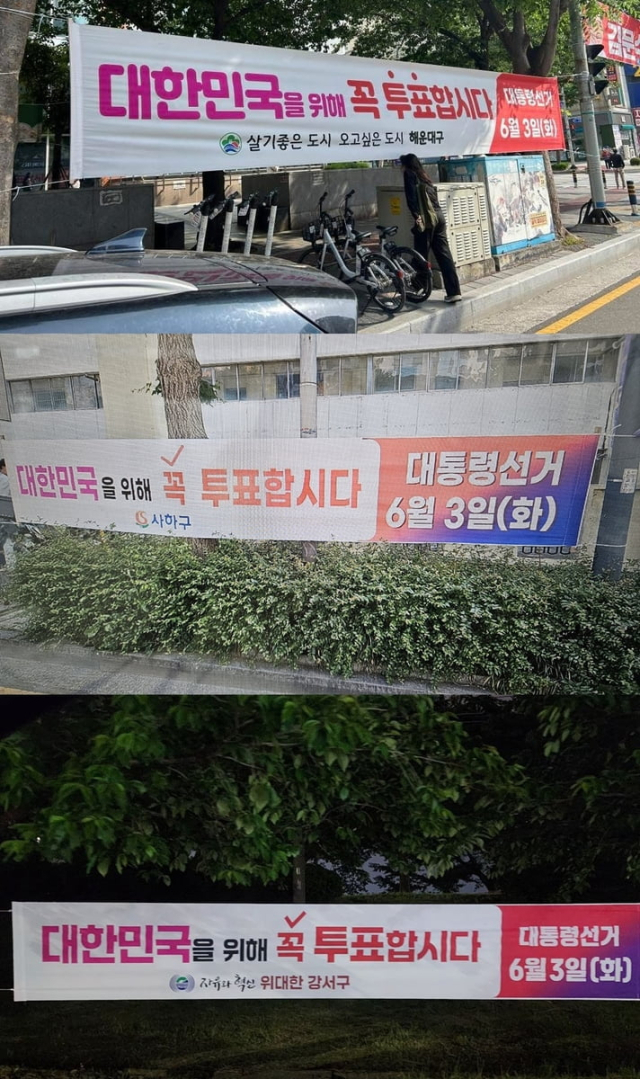 김문수
대한민국을 위해 꼭 투표합시다
대통령선거
6월 3일(화)
살기좋은 도시 오고싶은 도시 해운대구
대한민국을 위해 꼭 투표합시다
대통령선거
6월 3일(화)
사하구
대한민국을 위해 꼭 투표합시다
대통령선거
6월 3일(화)
자유와 혁신 위대한 강서구